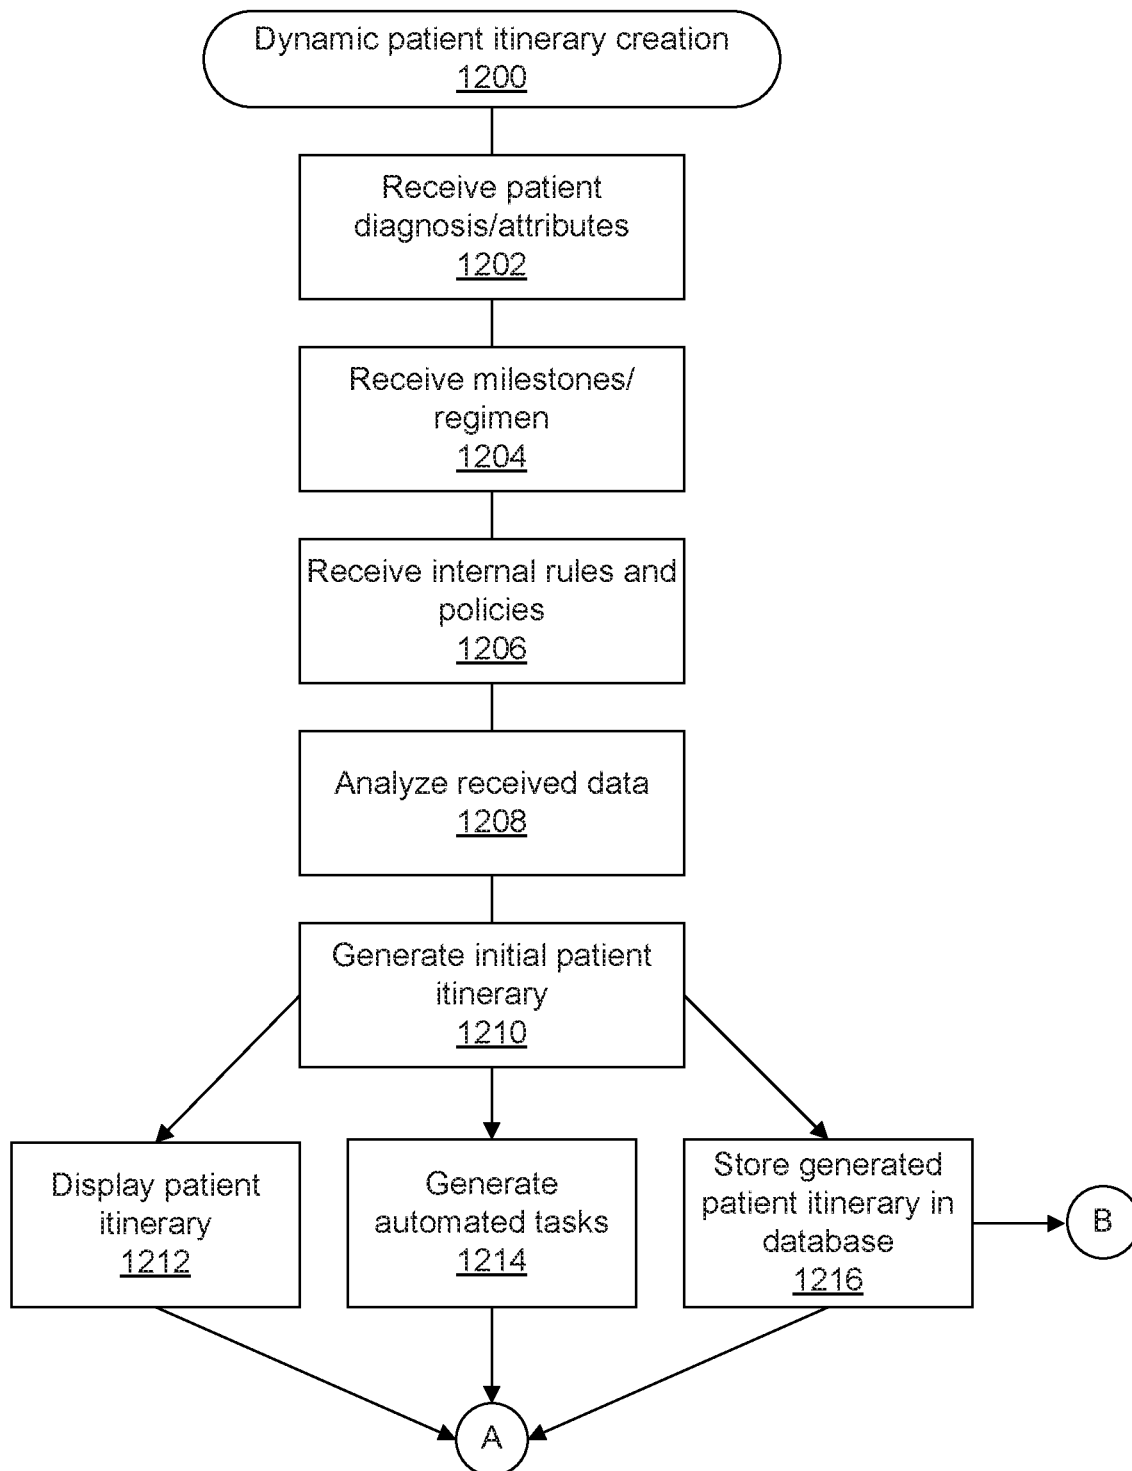 Dynamic patient itinerary creation
1200
Receive patient
diagnosis/attributes
1202
Receive milestones/
regimen
1204
Receive internal rules and
policies
1206
Analyze received data
1208
Generate initial patient
itinerary
1210
Display patient
itinerary
1212
Generate
automated tasks
1214
Store generated
patient itinerary in
database
1216
B
A